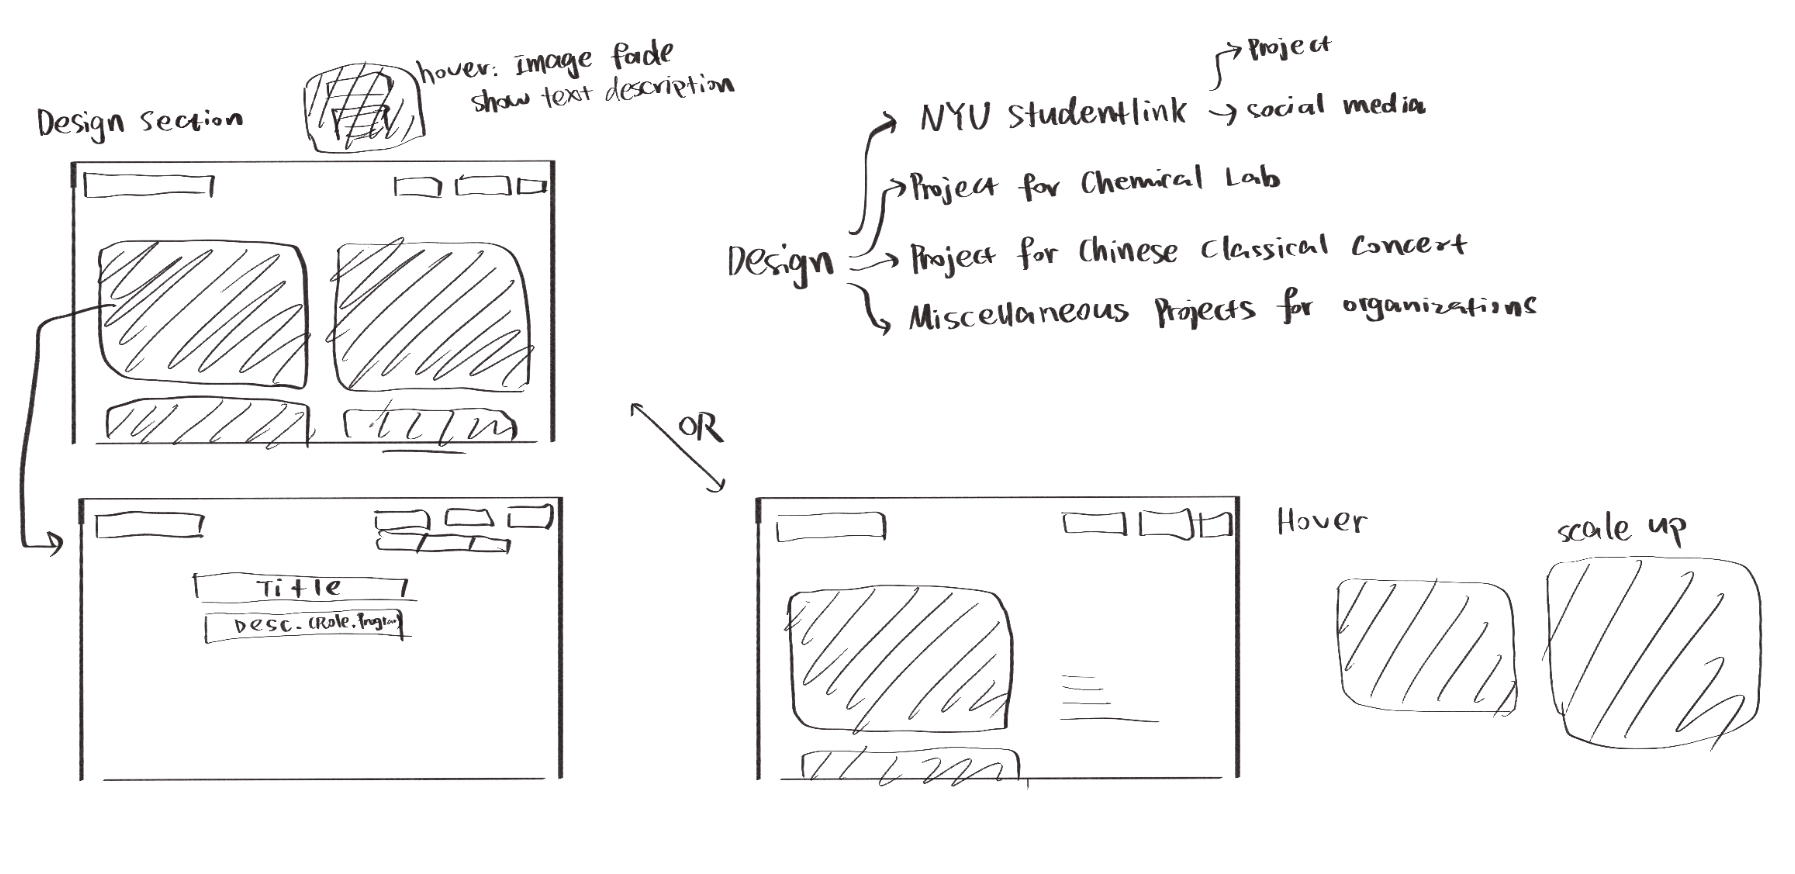 Design section
hover: image fade
show text description
Project
NYU studentlink
social media
Project for Chemical Lab
Design
Project for Chinese Classical Concert
Miscellaneous Projects for organizations
OR
Title
Desc. (Role.
Hover
scale up